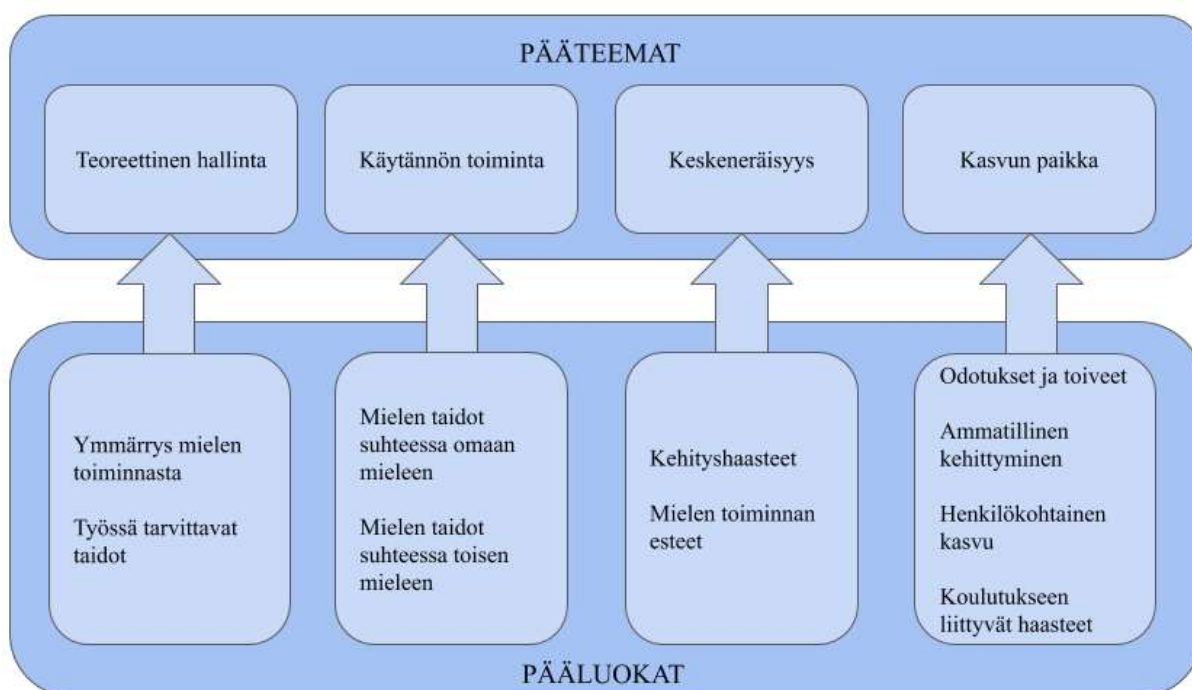 PÄÄTEEMAT
Teoreettinen hallinta
Käytännön toiminta
Keskeneräisyys
Kasvun paikka
Ymmärrys mielen
toiminnasta
Työssä tarvittavat
taidot
Mielen taidot
suhteessa omaan
mieleen
Mielen taidot
suhteessa toisen
mieleen
Kehityshaasteet
Mielen toiminnan
esteet
Odotukset ja toiveet
Ammatillinen
kehittyminen
Henkilökohtainen
kasvu
Koulutukseen
liittyvät haasteet
PÄÄLUOKAT